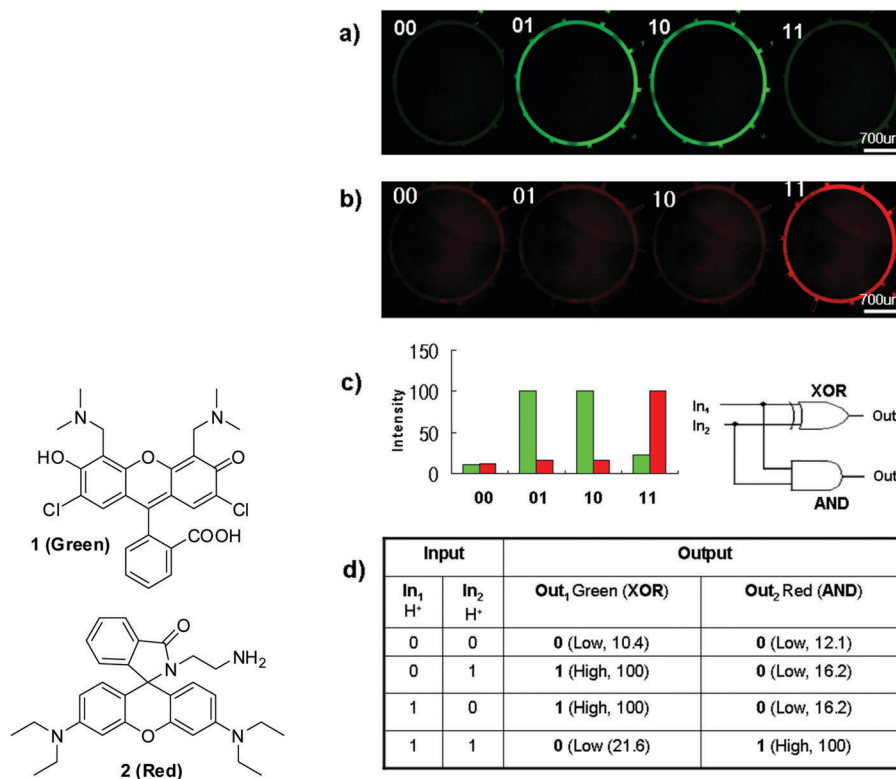 a)
00
01
10
11
700um
b)
00
01
10
11
700um
c)
150
100
50
0
Intensity
00
01
10
11
XOR
In₁
In₂
Out
Out
AND
N
N
HO
O
O
Cl
Cl
COOH
1 (Green)
O
N
NH₂
N
O
N
2 (Red)
d)
Input
Output
In₁ H⁺
In₂ H⁺
Out₁ Green (XOR)
Out₂ Red (AND)
0 0 0 (Low, 10.4) 0 (Low, 12.1)
0 1 1 (High, 100) 0 (Low, 16.2)
1 0 1 (High, 100) 0 (Low, 16.2)
1 1 0 (Low (21.6) 1 (High, 100)